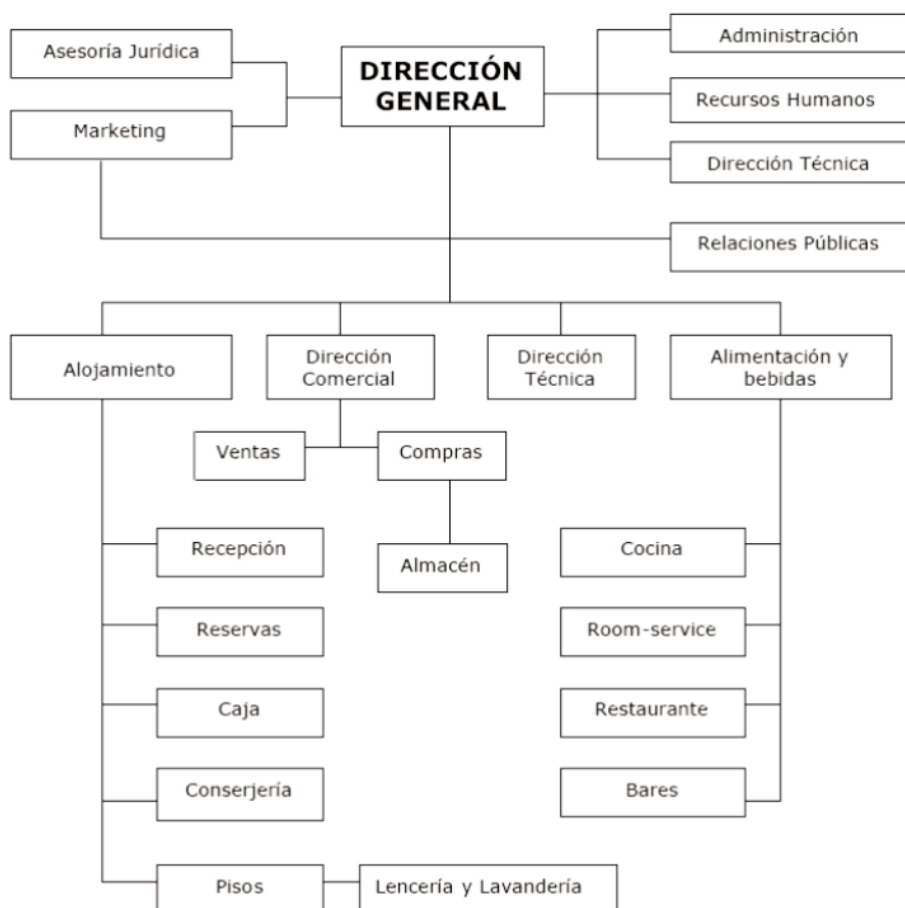 Asesoría Jurídica
DIRECCIÓN
GENERAL
Administración
Marketing
Recursos Humanos
Dirección Técnica
Relaciones Públicas
Alojamiento
Dirección
Comercial
Dirección
Técnica
Alimentación y
bebidas
Ventas
Compras
Recepción
Almacén
Cocina
Reservas
Room-service
Caja
Restaurante
Conserjería
Bares
Pisos
Lencería y Lavandería